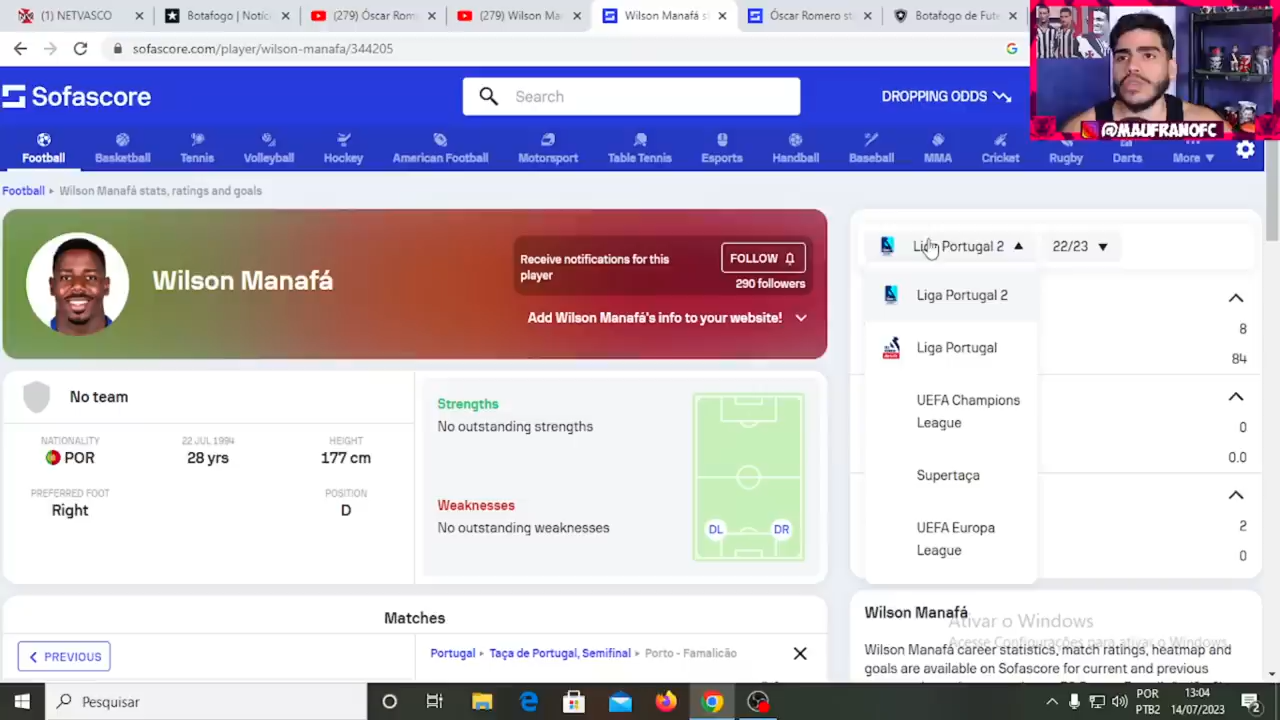 (1) NETVASCO
Botafogo | Notíc
(279) Óscar Rom
(279) Wilson Ma
Wilson Manafá s
Óscar Romero st
Botafogo de Fute
sofascore.com/player/wilson-manafa/344205
@MAUFRANOFC
Sofascore
Search
DROPPING ODDS
Football
Basketball
Tennis
Volleyball
Hockey
American Football
Motorsport
Table Tennis
Esports
Handball
Baseball
MMA
Cricket
Rugby
Darts
More
Football
Wilson Manafá stats, ratings and goals
Wilson Manafá
Receive notifications for this
player
FOLLOW
290 followers
Add Wilson Manafá's info to your website!
No team
NATIONALITY
POR
22 JUL 1994
28 yrs
HEIGHT
177 cm
PREFERRED FOOT
Right
POSITION
D
Strengths
No outstanding strengths
Weaknesses
No outstanding weaknesses
DL
DR
Liga Portugal 2
22/23
Liga Portugal 2
Liga Portugal
UEFA Champions
League
Supertaça
UEFA Europa
League
8
84
0
0.0
2
0
Matches
PREVIOUS
Portugal
Taça de Portugal, Semifinal
Porto - Famalicão
Wilson Manafá
Wilson Manafá career statistics, match ratings, heatmap and
goals are available on Sofascore for current and previous
Ativar o Windows
Acesse Configurações para ativar o Windows.
Pesquisar
POR
PTB2
13:04
14/07/2023
2